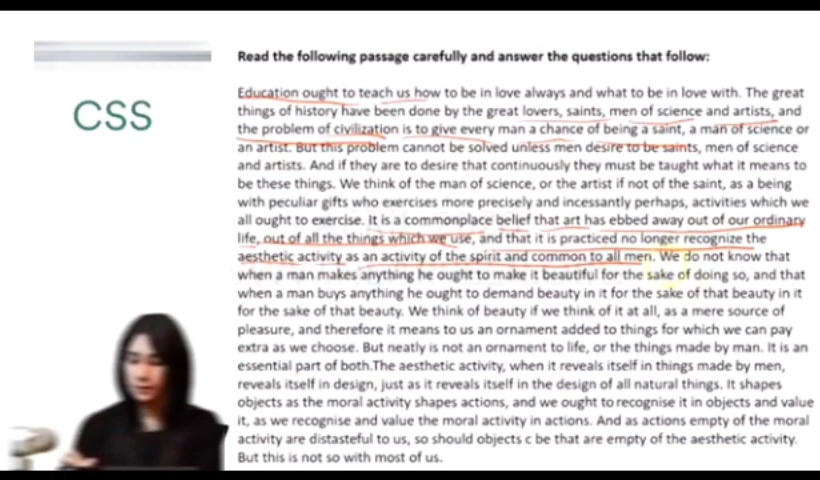 CSS
Read the following passage carefully and answer the questions that follow:
Education ought to teach us how to be in love always and what to be in love with. The great
things of history have been done by the great lovers, saints, men of science and artists, and
the problem of civilization is to give every man a chance of being a saint, a man of science or
an artist. But this problem cannot be solved unless men desire to be saints, men of science
and artists. And if they are to desire that continuously they must be taught what it means to
be these things. We think of the man of science, or the artist if not of the saint, as a being
with peculiar gifts who exercises more precisely and incessantly perhaps, activities which we
all ought to exercise. It is a commonplace belief that art has ebbed away out of our ordinary
life, out of all the things which we use, and that it is practiced no longer recognize the
aesthetic activity as an activity of the spirit and common to all men. We do not know that
when a man makes anything he ought to make it beautiful for the sake of doing so, and that
when a man buys anything he ought to demand beauty in it for the sake of that beauty in it
for the sake of that beauty. We think of beauty if we think of it at all, as a mere source of
pleasure, and therefore it means to us an ornament added to things for which we can pay
extra as we choose. But neatly is not an ornament to life, or the things made by man. It is an
essential part of both.The aesthetic activity, when it reveals itself in things made by men,
reveals itself in design, just as it reveals itself in the design of all natural things. It shapes
objects as the moral activity shapes actions, and we ought to recognise it in objects and value
it, as we recognise and value the moral activity in actions. And as actions empty of the moral
activity are distasteful to us, so should objects c be that are empty of the aesthetic activity.
But this is not so with most of us.